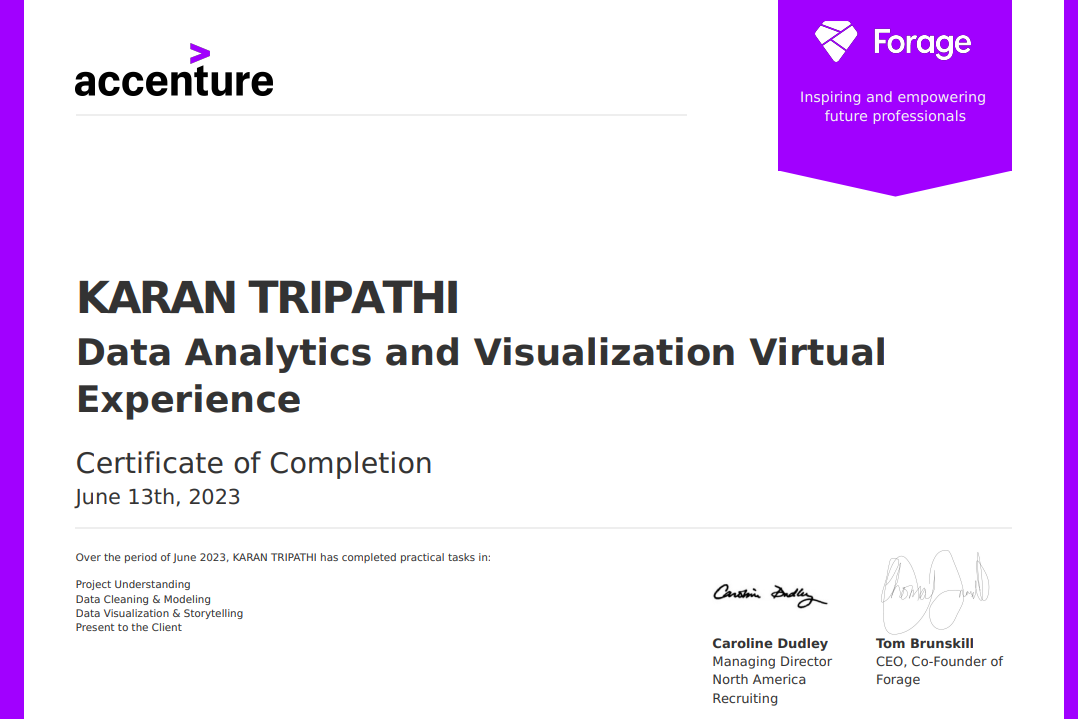 accenture
Forage
Inspiring and empowering
future professionals
KARAN TRIPATHI
Data Analytics and Visualization Virtual
Experience
Certificate of Completion
June 13th, 2023
Over the period of June 2023, KARAN TRIPATHI has completed practical tasks in:
Project Understanding
Data Cleaning & Modeling
Data Visualization & Storytelling
Present to the Client
Caroline Dudley
Caroline Dudley
Managing Director
North America
Recruiting
Tom Brunskill
CEO, Co-Founder of
Forage